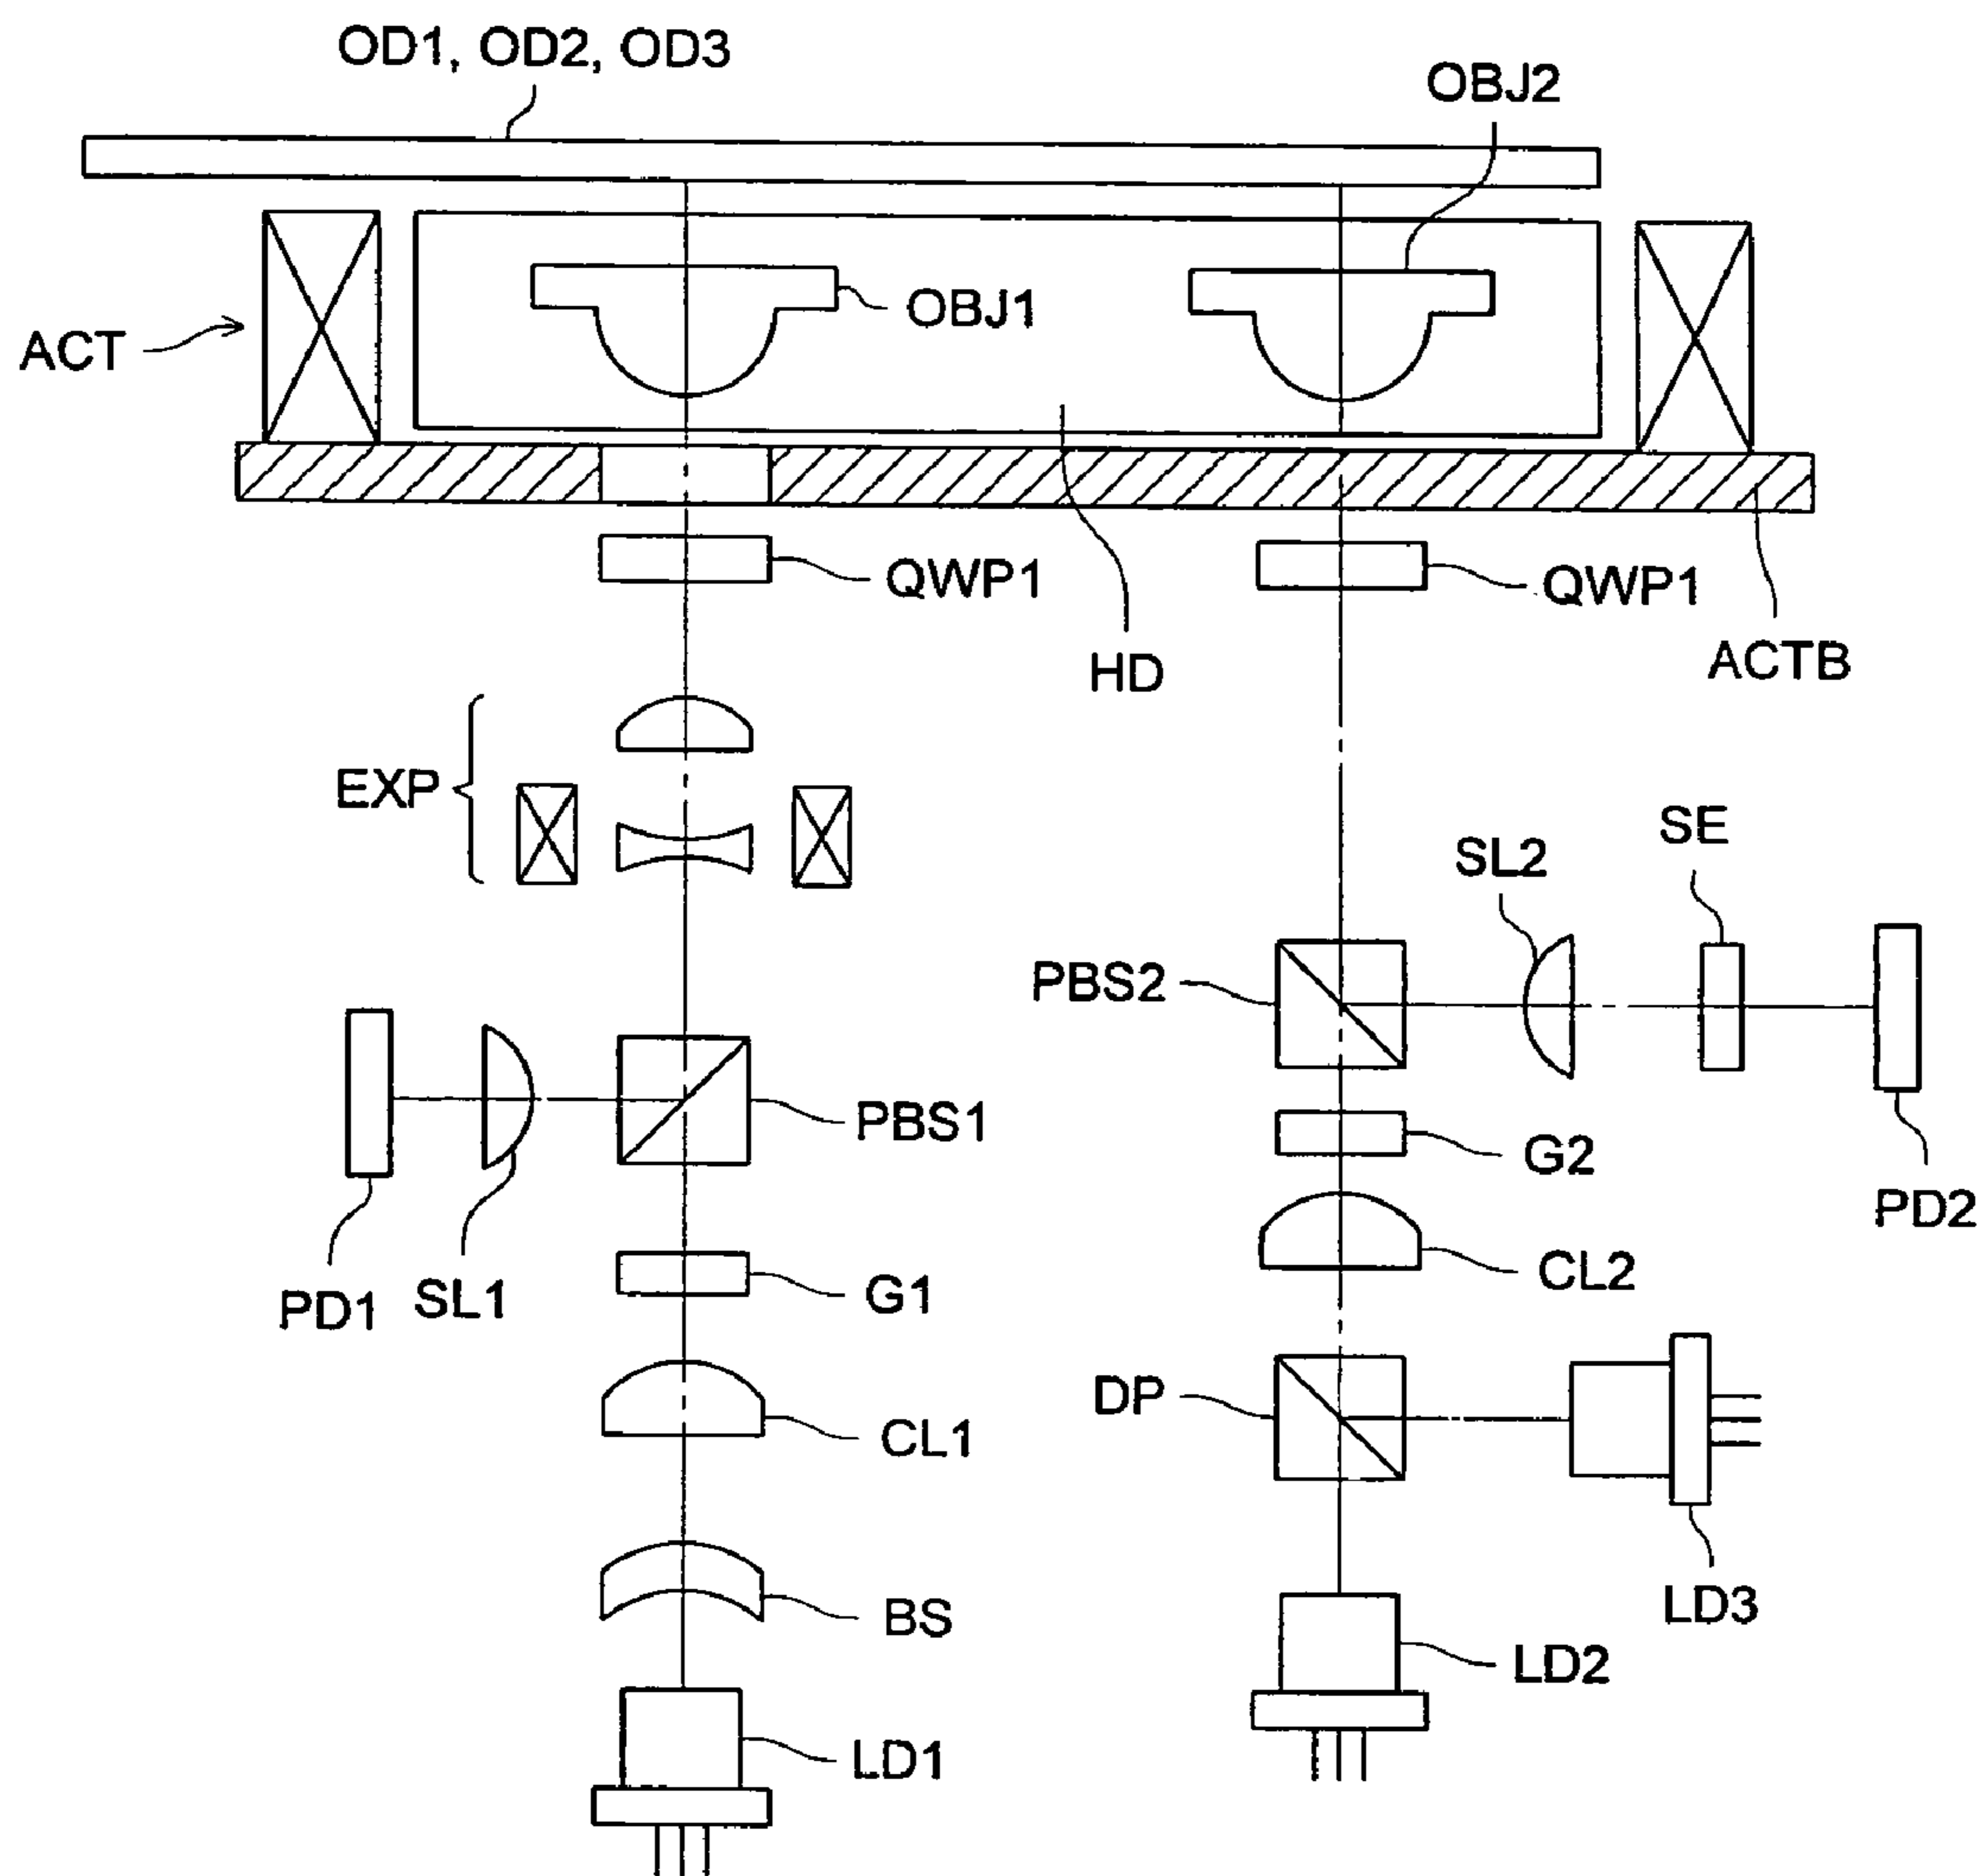 OD1, OD2, OD3
OBJ2
OBJ1
ACT
QWP1
QWP1
HD
ACTB
EXP
SE
SL2
PBS2
PBS1
G2
PD2
PD1
SL1
G1
CL2
DP
CL1
LD3
BS
LD2
LD1